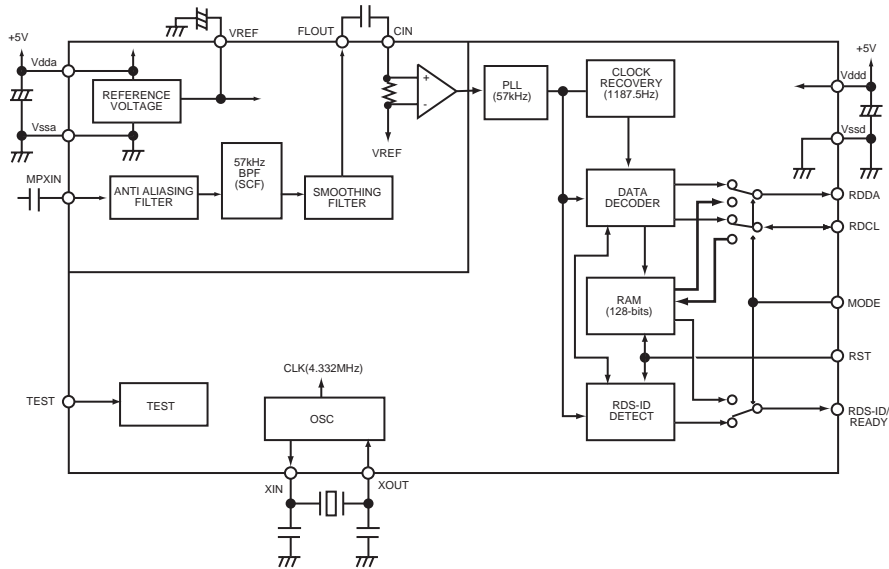 VREF
FLOUT
CIN
+5V
Vdda
REFERENCE
VOLTAGE
Vssa
+
-
VREF
PLL
(57kHz)
CLOCK
RECOVERY
(1187.5Hz)
+5V
Vddd
Vssd
MPXIN
ANTI ALIASING
FILTER
57kHz
BPF
(SCF)
SMOOTHING
FILTER
DATA
DECODER
RDDA
RDCL
RAM
(128-bits)
MODE
RST
CLK(4.332MHz)
TEST
TEST
OSC
RDS-ID
DETECT
RDS-ID/
READY
XIN
XOUT